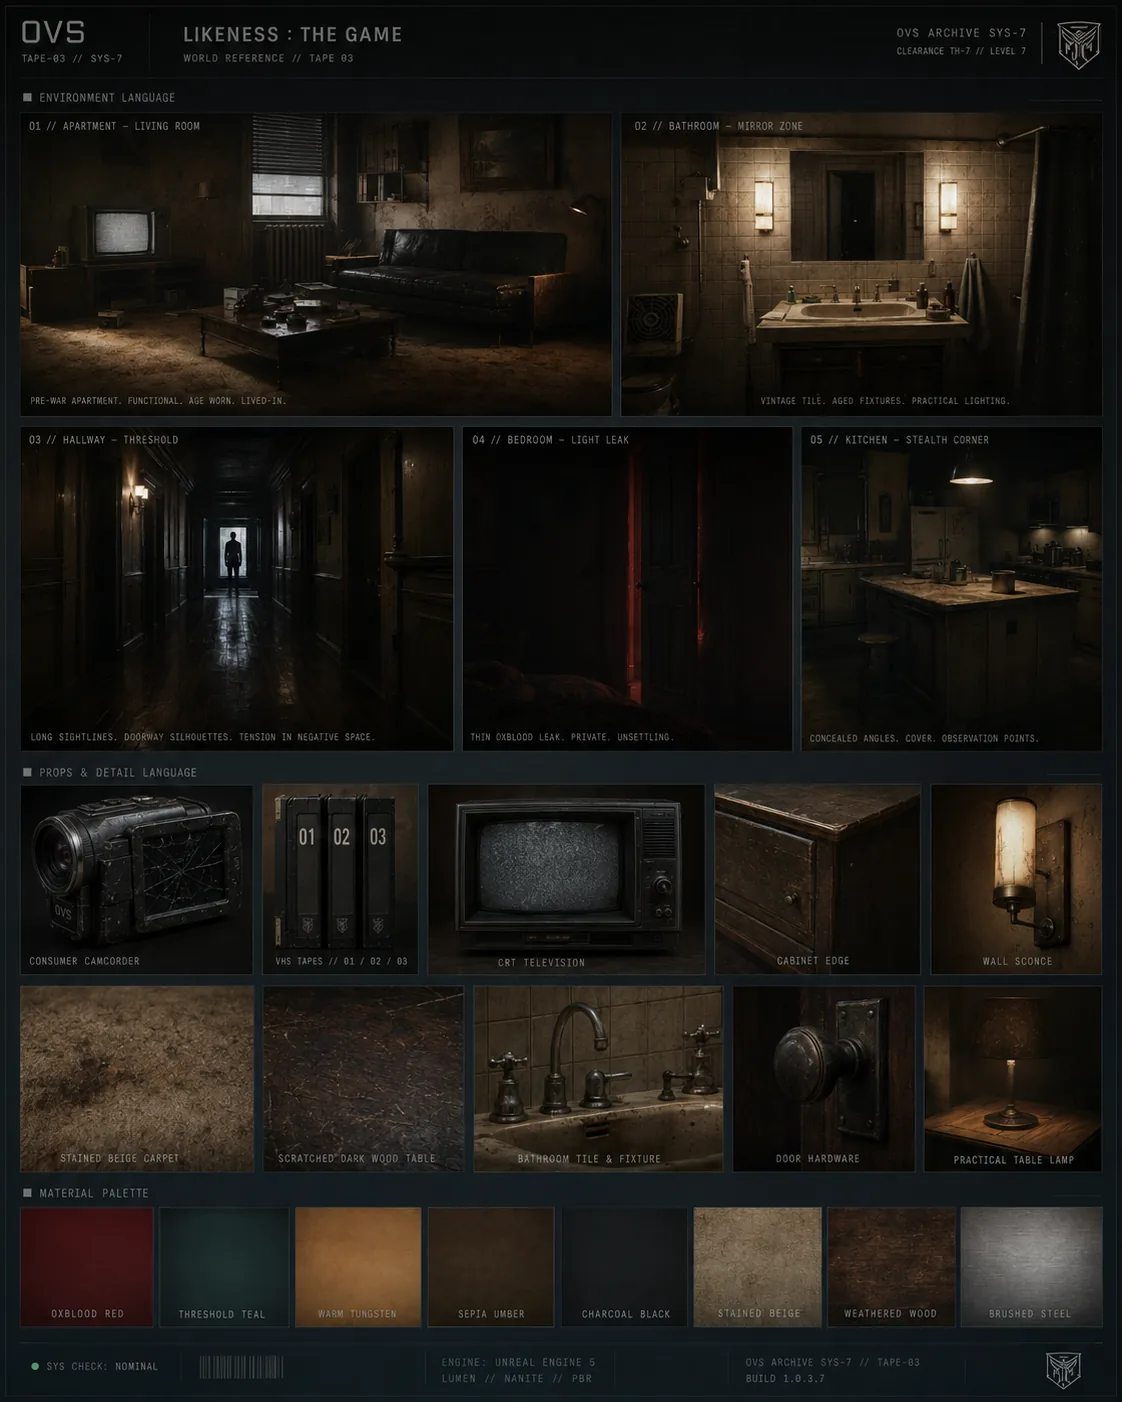 OVS
TAPE-03 // SYS-7
LIKENESS : THE GAME
WORLD REFERENCE // TAPE 03
OVS ARCHIVE SYS-7
CLEARANCE TH-7 // LEVEL 7
ENVIRONMENT LANGUAGE
01 // APARTMENT – LIVING ROOM
PRE-WAR APARTMENT. FUNCTIONAL. AGE WORN. LIVED-IN.
02 // BATHROOM – MIRROR ZONE
VINTAGE TILE. AGED FIXTURES. PRACTICAL LIGHTING.
03 // HALLWAY – THRESHOLD
LONG SIGHTLINES. DOORWAY SILHOUETTES. TENSION IN NEGATIVE SPACE.
04 // BEDROOM – LIGHT LEAK
THIN OXBLOOD LEAK. PRIVATE. UNSETTLING.
05 // KITCHEN – STEALTH CORNER
CONCEALED ANGLES. COVER. OBSERVATION POINTS.
PROPS & DETAIL LANGUAGE
OVS
CONSUMER CAMCORDER
01 02 03
VHS TAPES // 01 / 02 / 03
CRT TELEVISION
CABINET EDGE
WALL SCONCE
STAINED BEIGE CARPET
SCRATCHED DARK WOOD TABLE
BATHROOM TILE & FIXTURE
DOOR HARDWARE
PRACTICAL TABLE LAMP
MATERIAL PALETTE
OXBLOOD RED
THRESHOLD TEAL
WARM TUNGSTEN
SEPIA UMBER
CHARCOAL BLACK
STAINED BEIGE
WEATHERED WOOD
BRUSHED STEEL
SYS CHECK: NOMINAL
ENGINE: UNREAL ENGINE 5
LUMEN // NANITE // PBR
OVS ARCHIVE SYS-7 // TAPE-03
BUILD 1.0.3.7